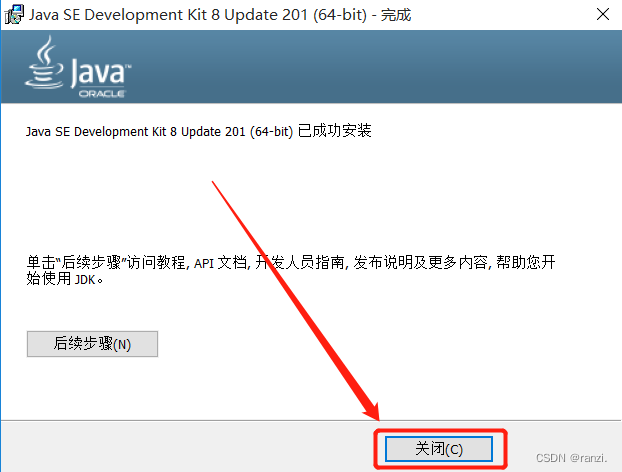 Java SE Development Kit 8 Update 201 (64-bit) - 完成
Java™
ORACLE
Java SE Development Kit 8 Update 201 (64-bit) 已成功安装
单击“后续步骤”访问教程, API 文档, 开发人员指南, 发布说明及更多内容, 帮助您开
始使用 JDK。
后续步骤(N)
关闭(C)
CSDN @ranzi.